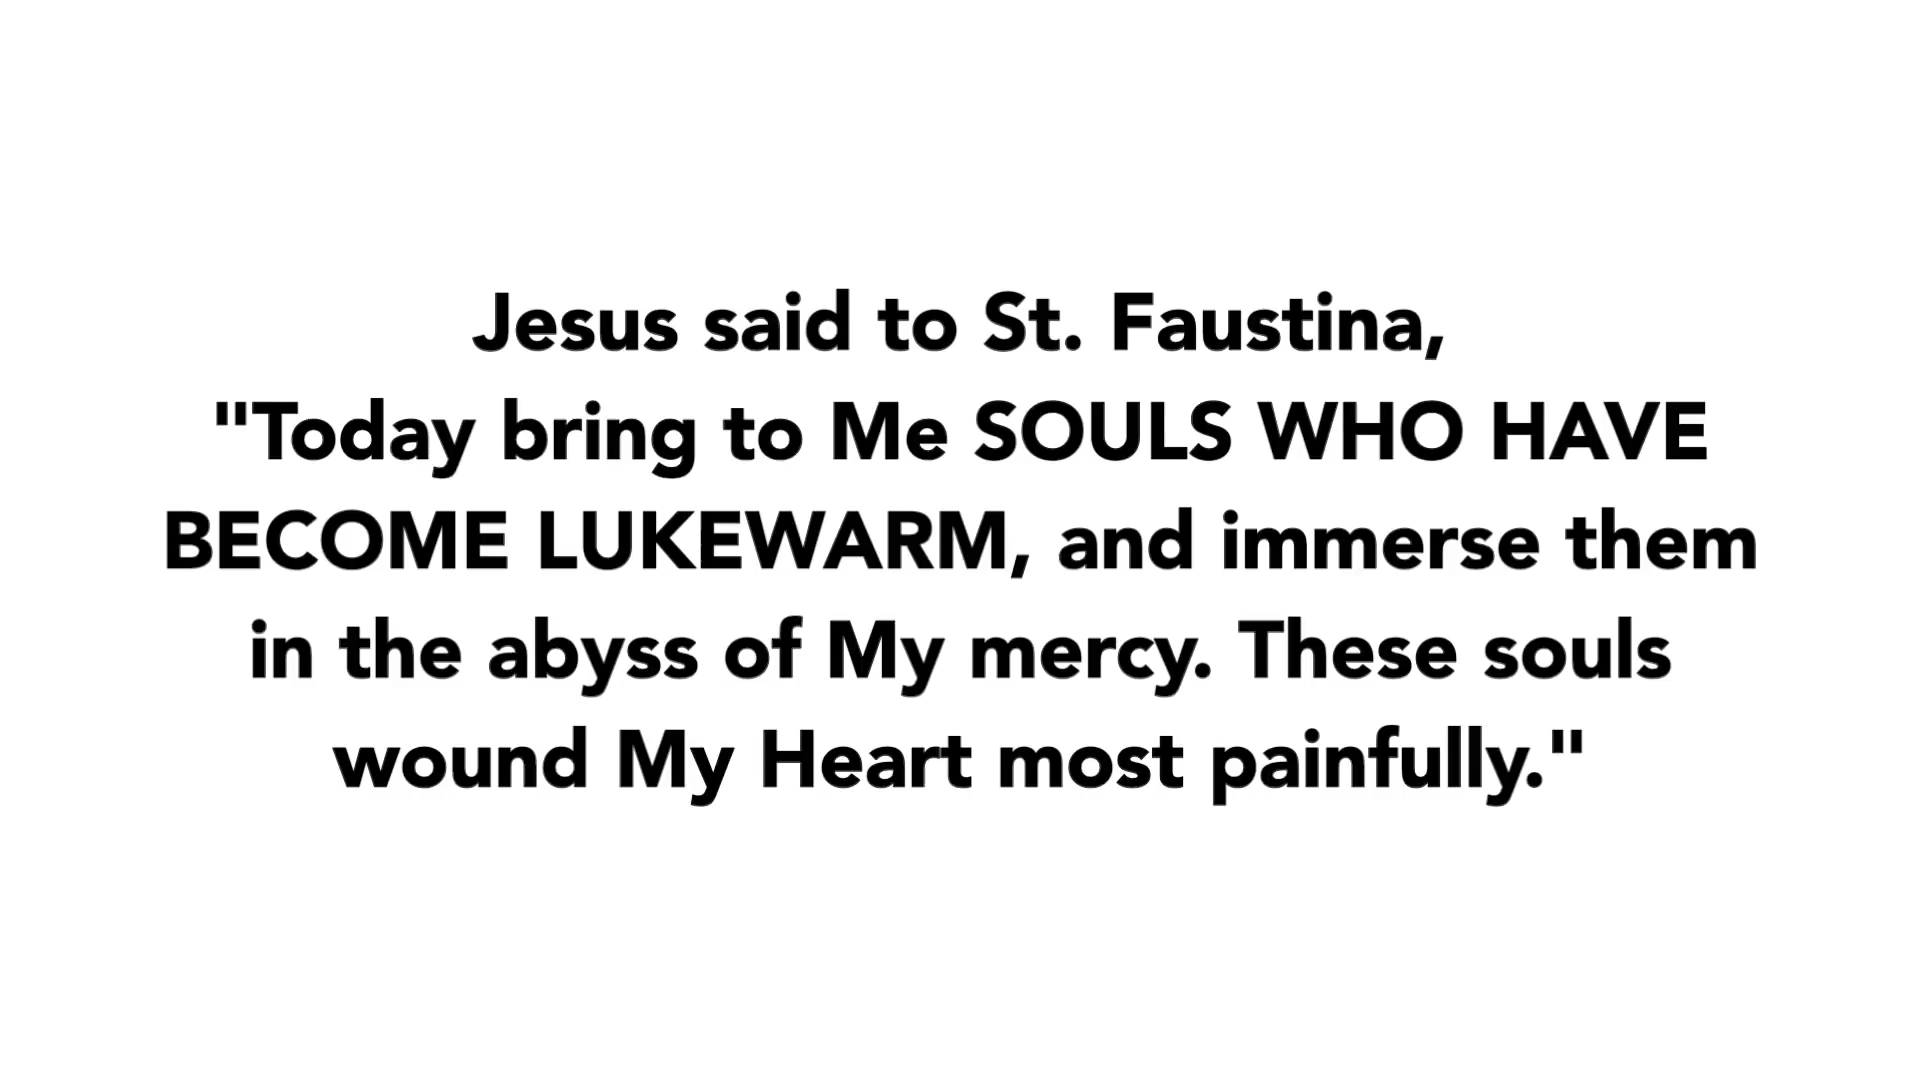 Jesus said to St. Faustina,
"Today bring to Me SOULS WHO HAVE
BECOME LUKEWARM, and immerse them
in the abyss of My mercy. These souls
wound My Heart most painfully."